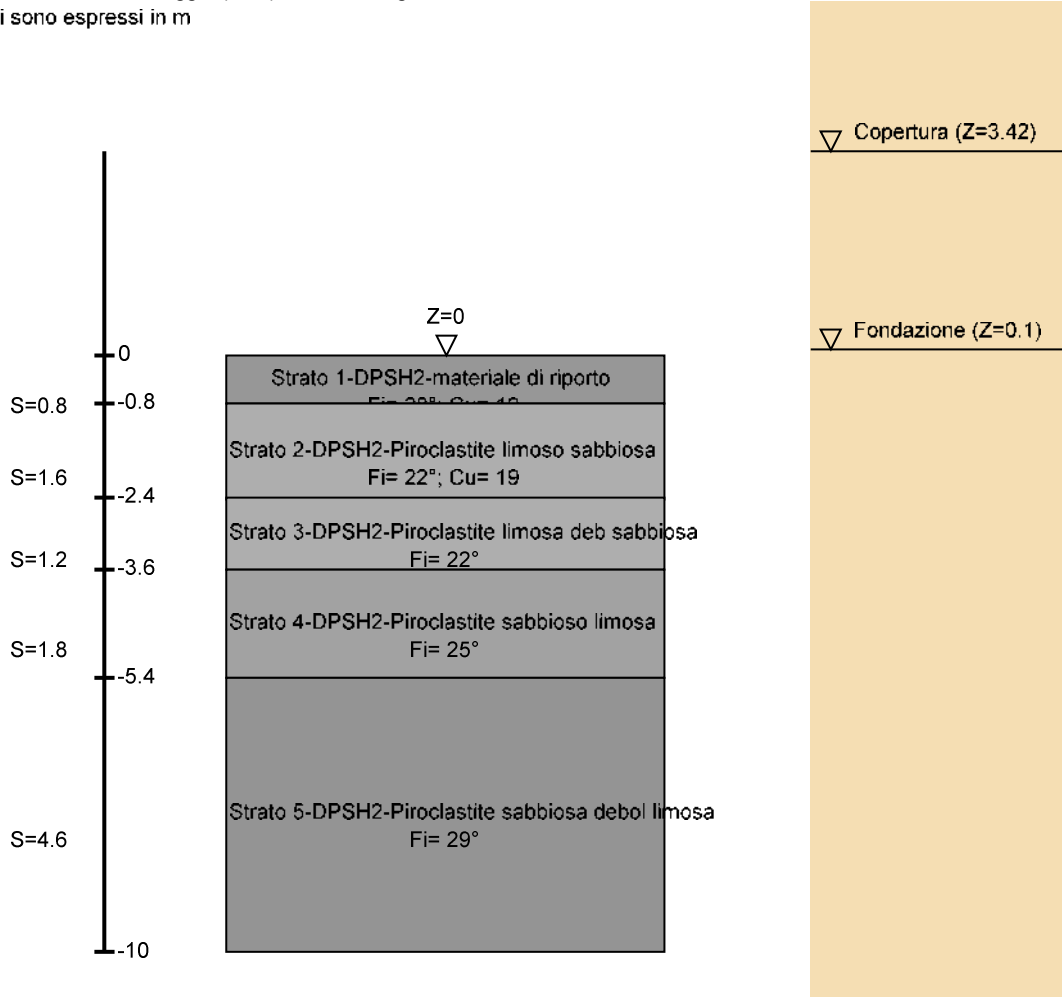 i sono espressi in m
Copertura (Z=3.42)
Z=0
Fondazione (Z=0.1)
0
Strato 1-DPSH2-materiale di riporto
S=0.8
-0.8
Strato 2-DPSH2-Piroclastite limoso sabbiosa
Fi= 22°; Cu= 19
S=1.6
-2.4
Strato 3-DPSH2-Piroclastite limosa deb sabbiosa
Fi= 22°
S=1.2
-3.6
Strato 4-DPSH2-Piroclastite sabbioso limosa
Fi= 25°
S=1.8
-5.4
Strato 5-DPSH2-Piroclastite sabbiosa debol limosa
Fi= 29°
S=4.6
-10